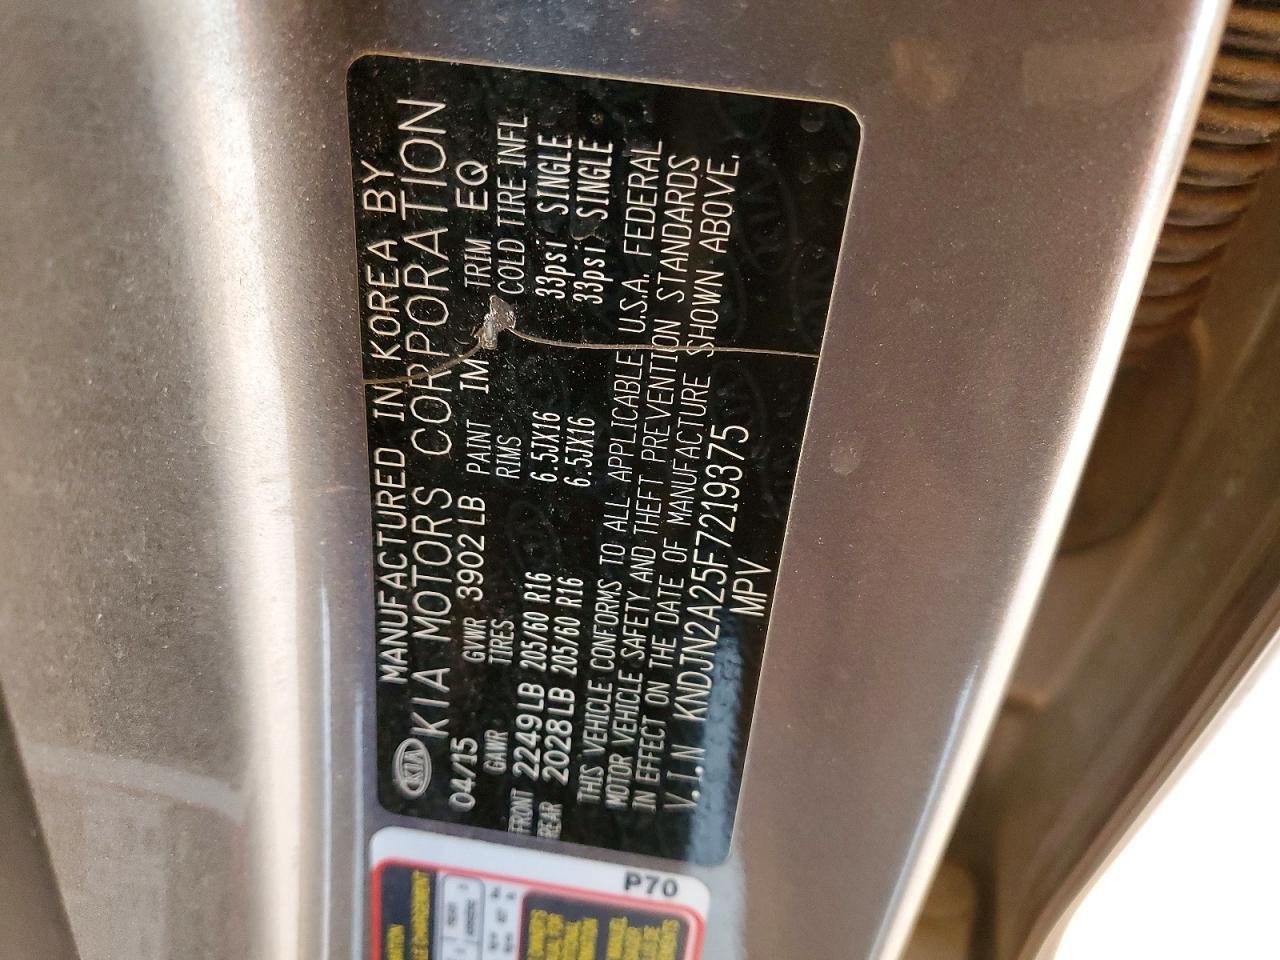 MANUFACTURED IN KOREA BY
KIA KIA MOTORS CORPORATION
04/15 GVWR 3902LB PAINT IM TRIM EQ
GAWR TIRES RIMS COLD TIRE INFL
FRONT 2249LB 205/60 R16 6.5JX16 33psi SINGLE
REAR 2028LB 205/60 R16 6.5JX16 33psi SINGLE
THIS VEHICLE CONFORMS TO ALL APPLICABLE U.S.A. FEDERAL
MOTOR VEHICLE SAFETY AND THEFT PREVENTION STANDARDS
IN EFFECT ON THE DATE OF MANUFACTURE SHOWN ABOVE.
V.I.N KNDJN2A25F7219375
MPV
P70